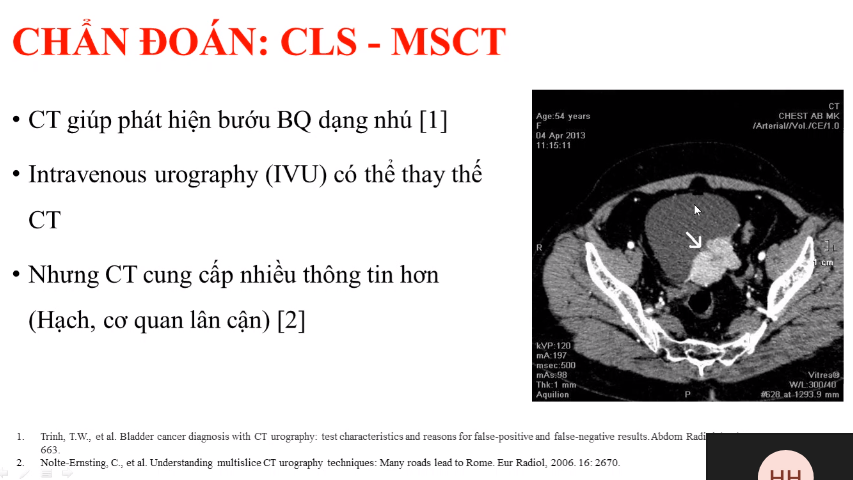 CHẨN ĐOÁN: CLS - MSCT
• CT giúp phát hiện bướu BQ dạng nhú [1]
• Intravenous urography (IVU) có thể thay thế
CT
• Nhưng CT cung cấp nhiều thông tin hơn
(Hạch, cơ quan lân cận) [2]
Age:54 years
F
04 Apr 2013
11:15:11
CT
CHEST AB MK
/Arterial//Vol./CE/1.0
R
L
1 cm
kVP:120
mA:197
msec:500
mAs:98
Thk:1 mm
Aquilion
P
Vitrea®
W/L:300/40
#628 at 1293.9 mm
1. Trinh, T.W., et al. Bladder cancer diagnosis with CT urography: test characteristics and reasons for false-positive and false-negative results. Abdom
663.
2. Nolte-Ernsting, C., et al. Understanding multislice CT urography techniques: Many roads lead to Rome. Eur Radiol, 2006. 16: 2670.
HH